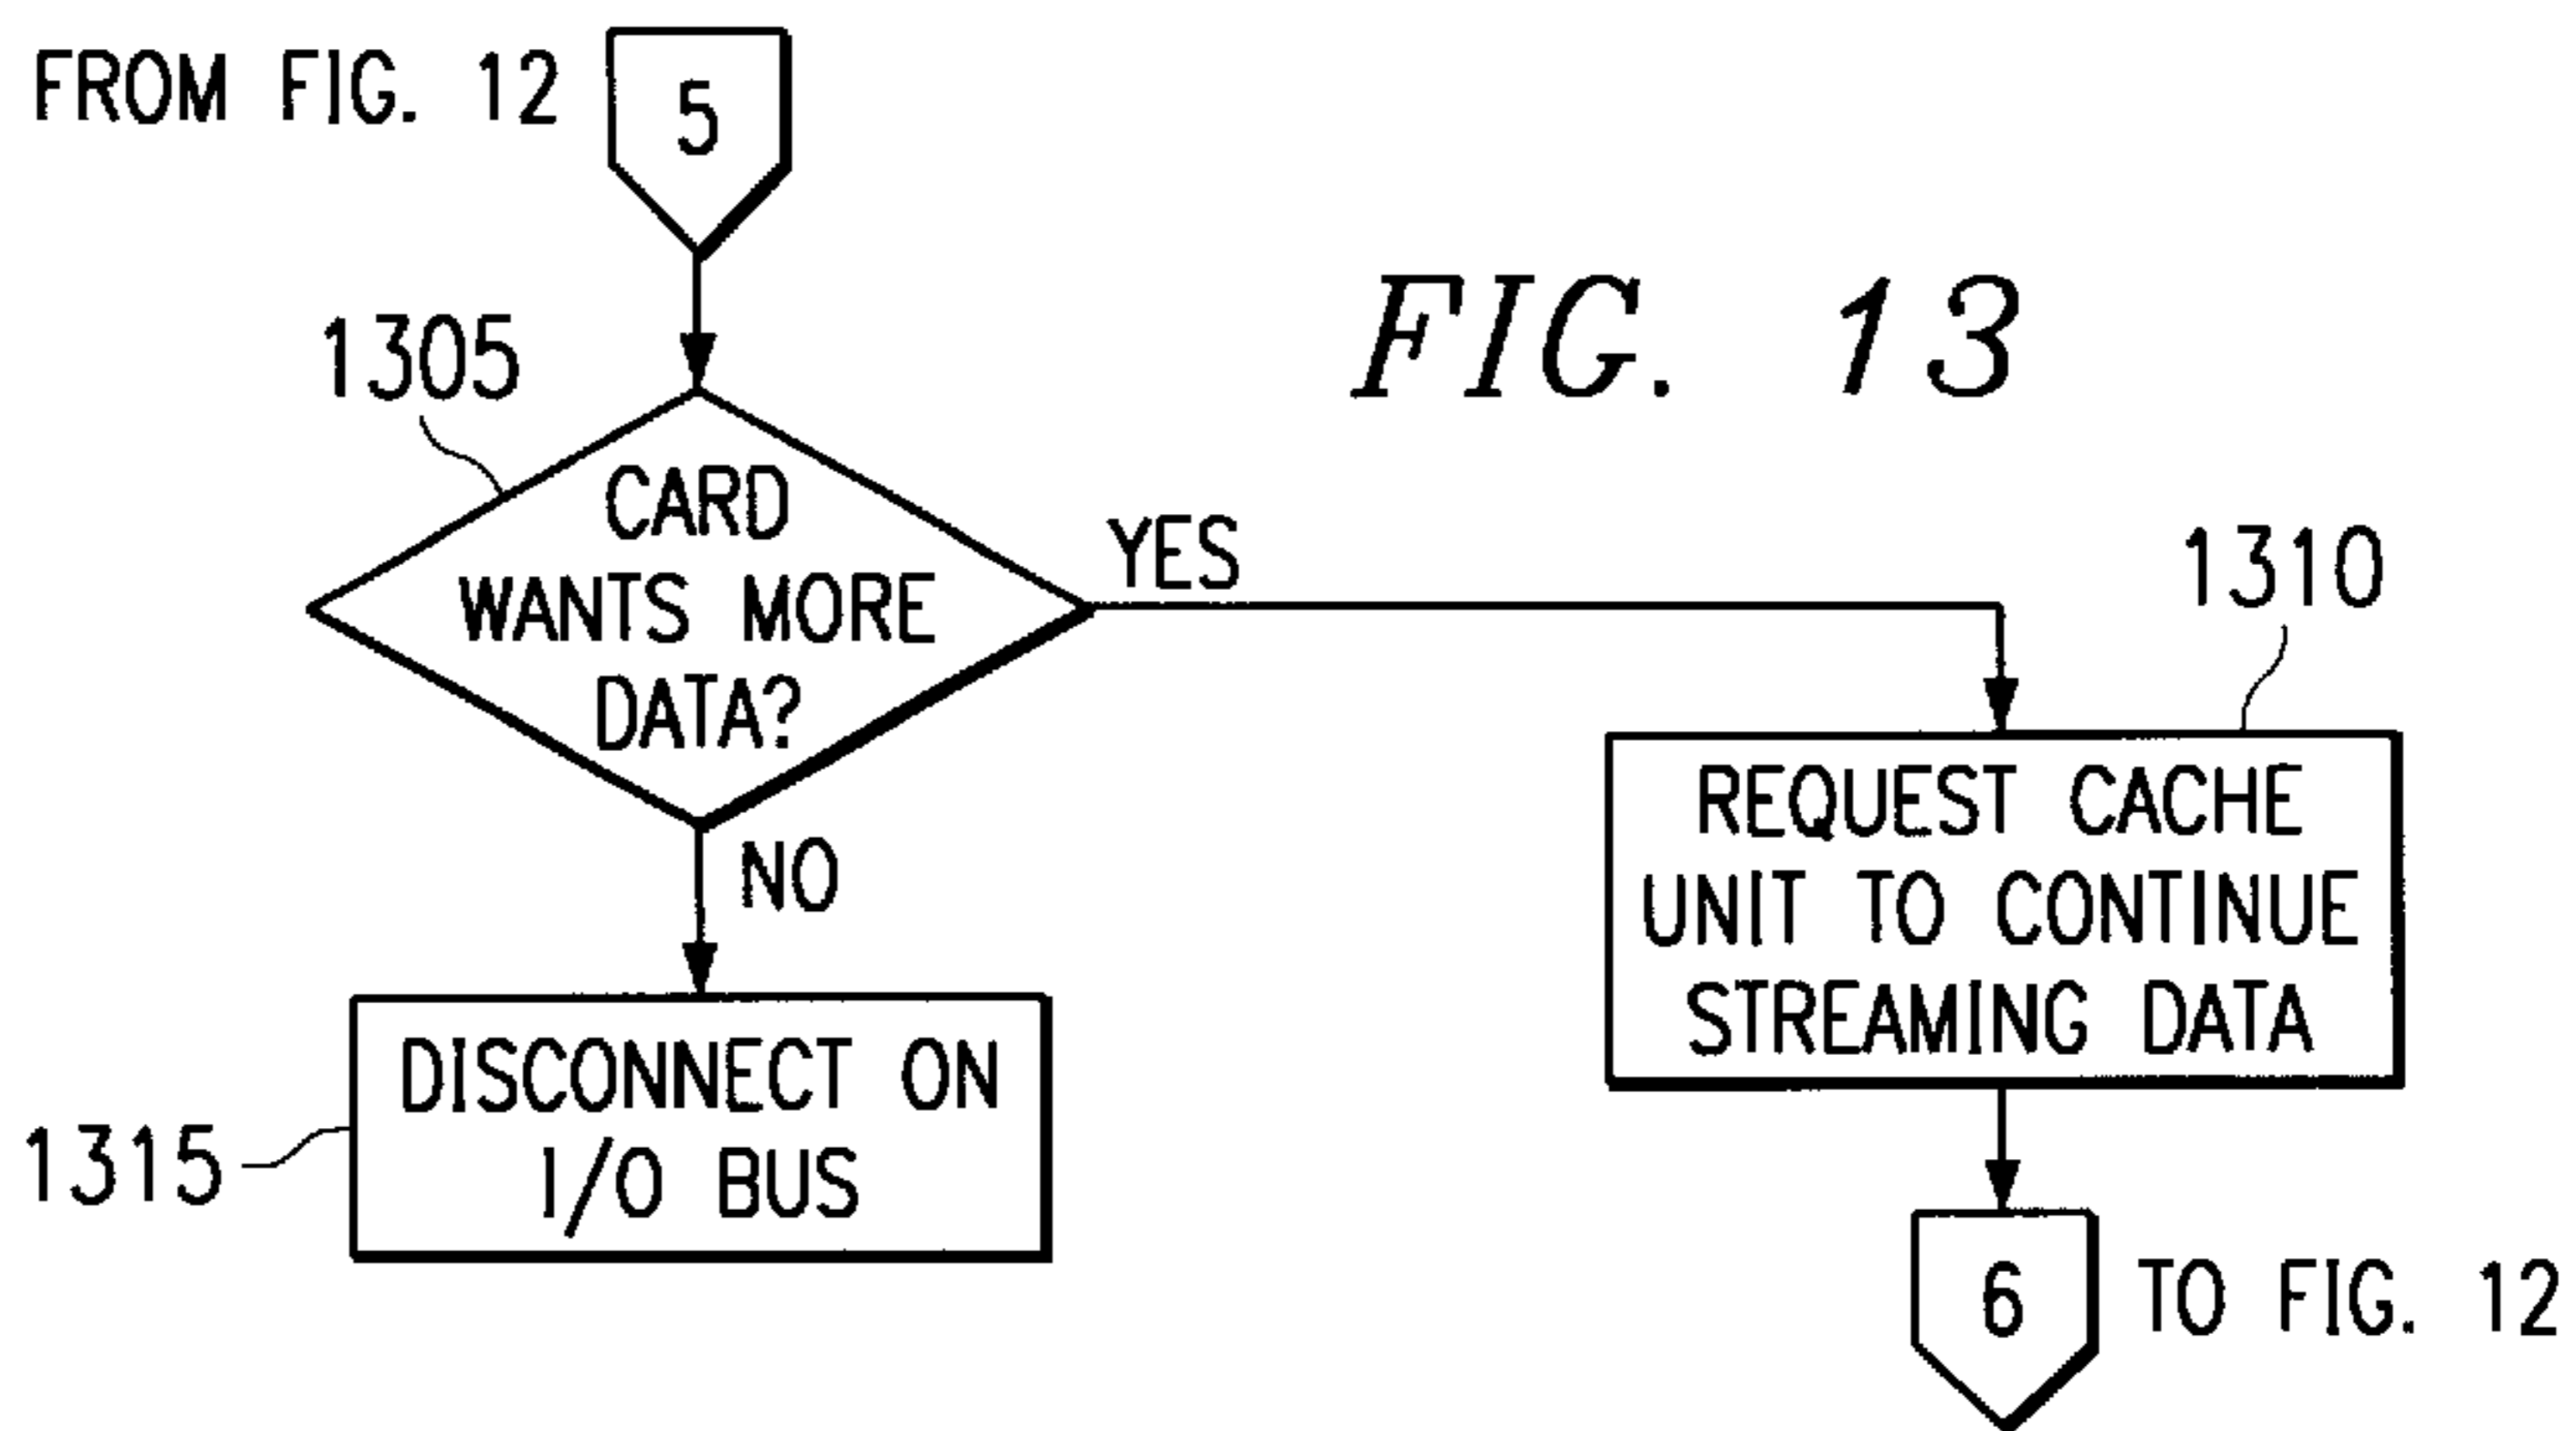 FROM FIG. 12
5
FIG. 13
1305
CARD
WANTS MORE
DATA?
YES
NO
1310
REQUEST CACHE
UNIT TO CONTINUE
STREAMING DATA
DISCONNECT ON
I/O BUS
1315
6
TO FIG. 12